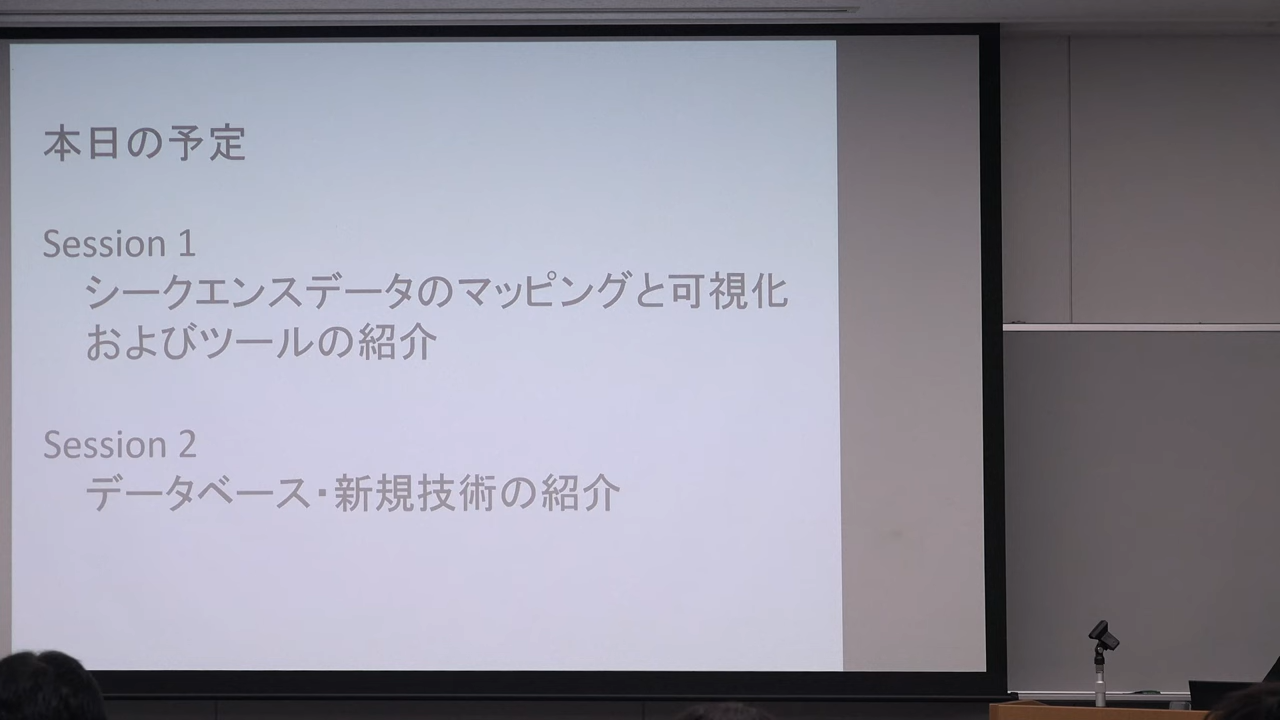 本日の予定
Session 1
シークエンスデータのマッピングと可視化
およびツールの紹介
Session 2
データベース・新規技術の紹介